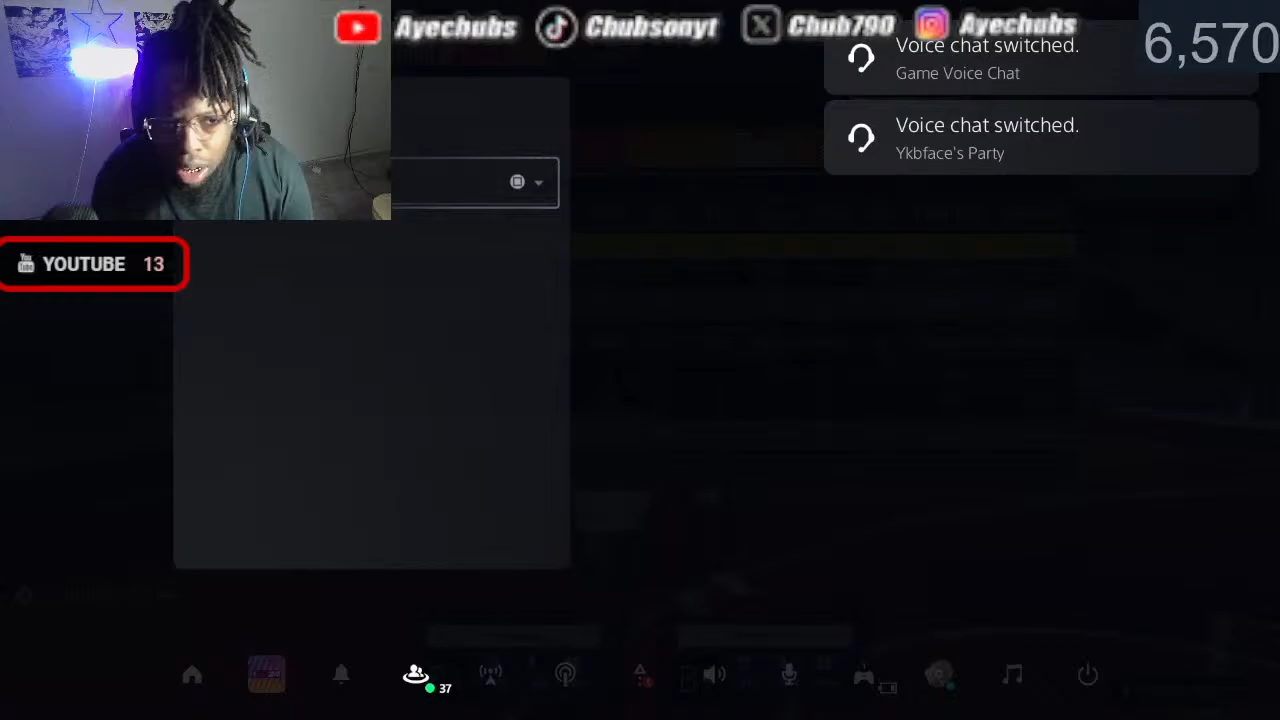 Ayechubs Chubsonyt Chub790 Ayechubs
6,570
Voice chat switched.
Game Voice Chat
Voice chat switched.
Ykbface's Party
YOUTUBE 13
37